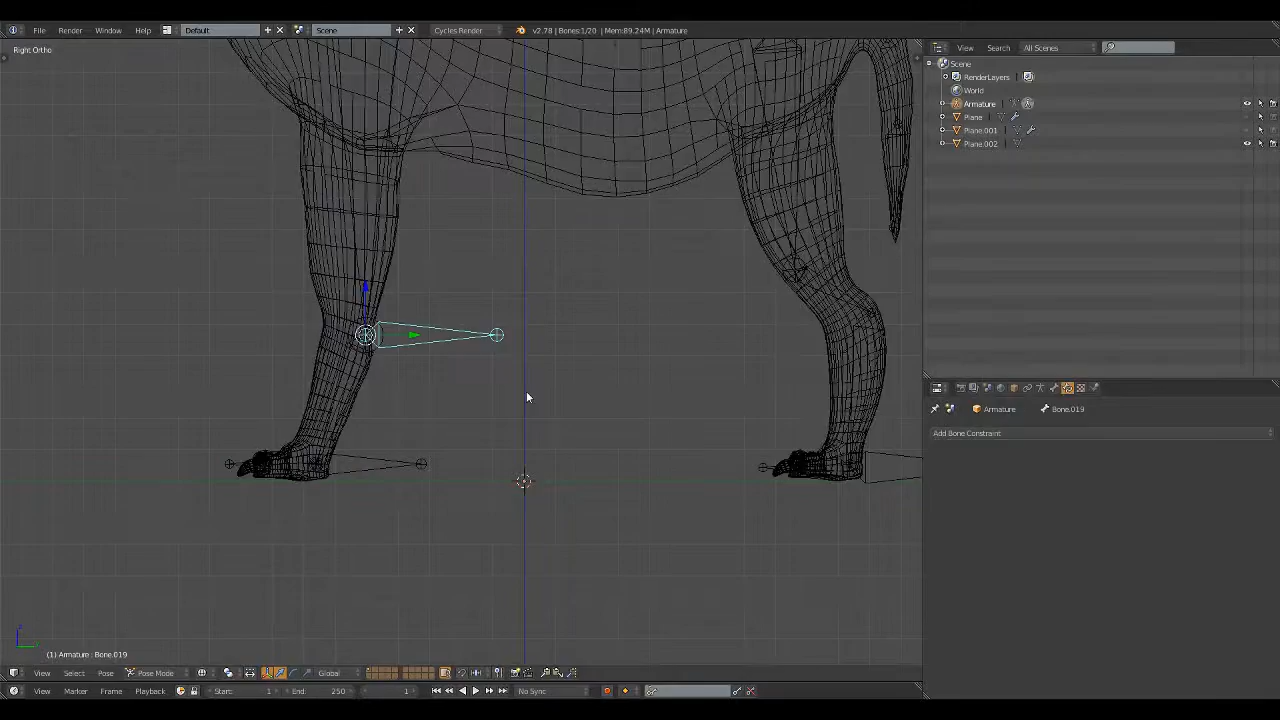 File Render Window Help Default Scene Cycles Render v2.78 | Bones:1/20 | Mem:89.24M | Armature
Right Ortho
View Search All Scenes
Scene
RenderLayers
World
Armature
Plane
Plane.001
Plane.002
Armature Bone.019
Add Bone Constraint
(1) Armature : Bone.019
View Select Pose Pose Mode Global
View Marker Frame Playback Start: 1 End: 250 1 No Sync